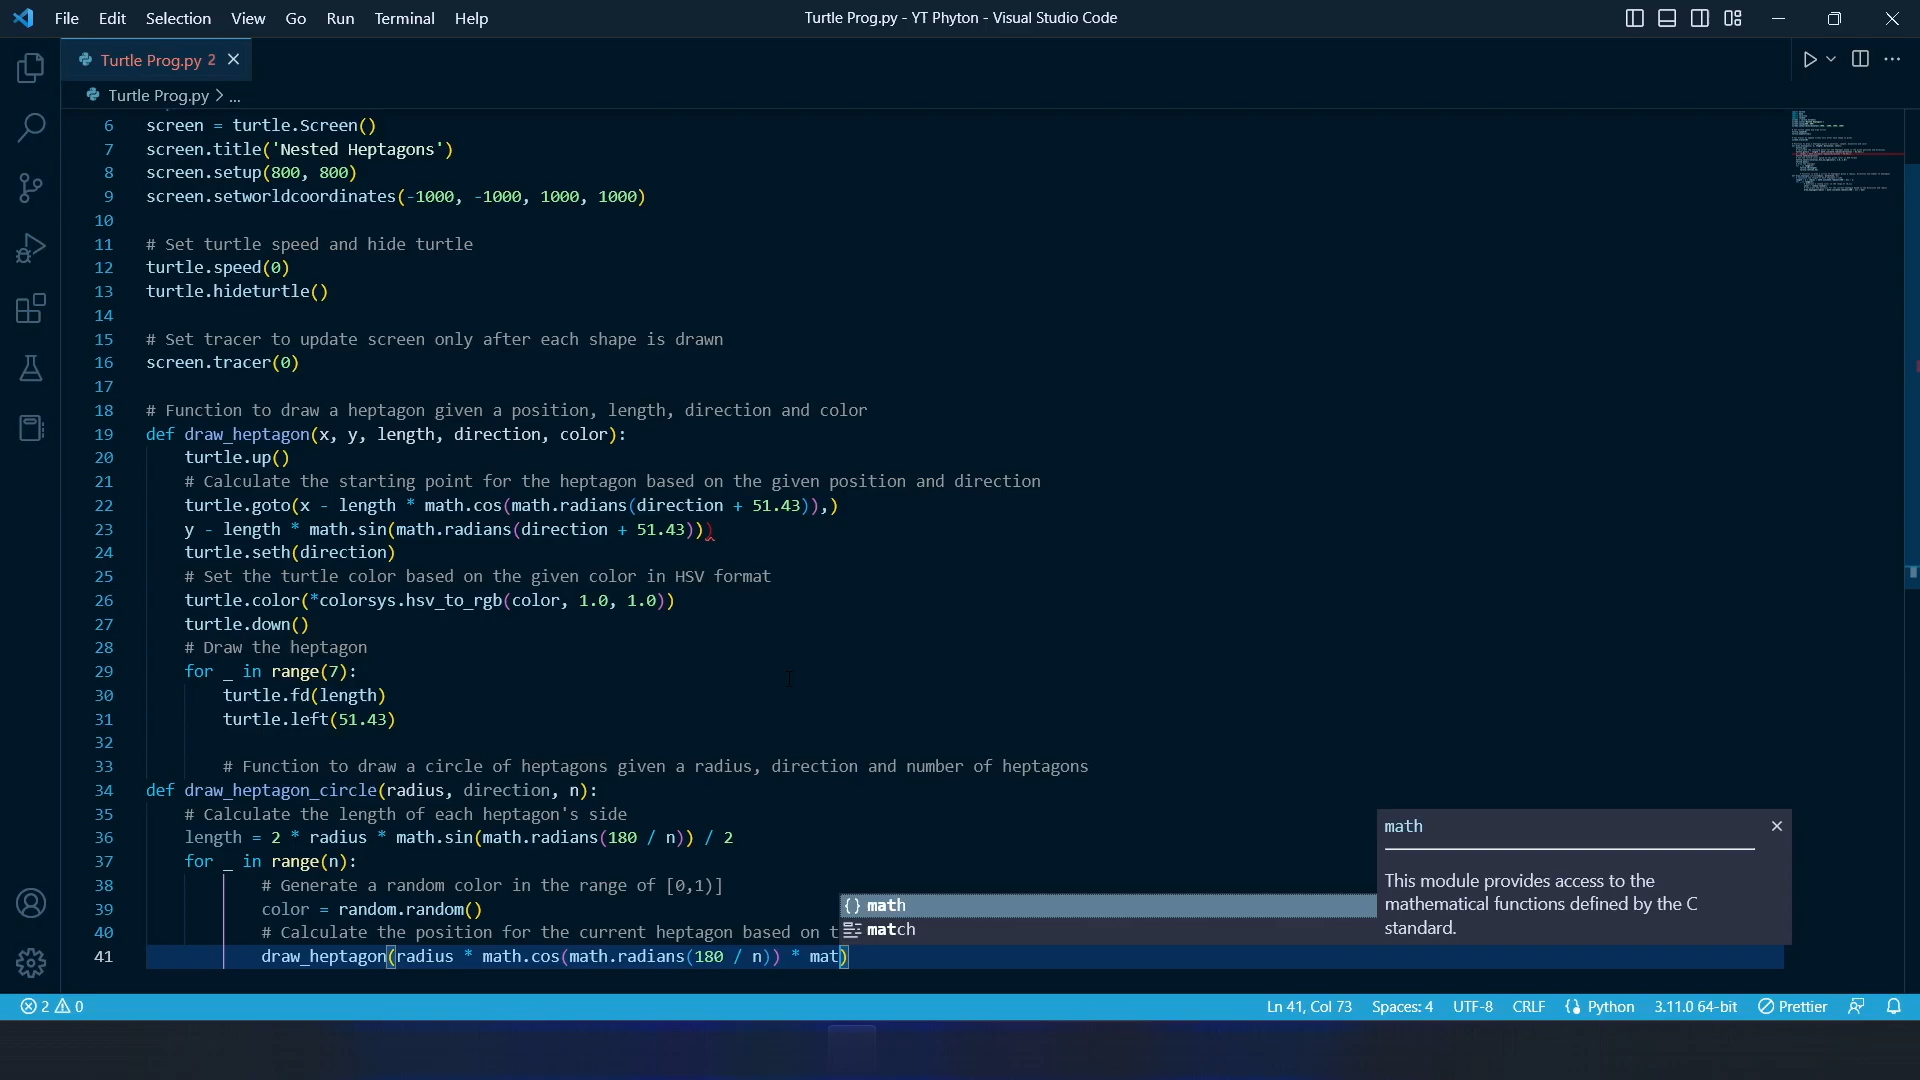 File Edit Selection View Go Run Terminal Help
Turtle Prog.py - YT Phyton - Visual Studio Code
Turtle Prog.py 2
Turtle Prog.py > ...
6 screen = turtle.Screen()
7 screen.title('Nested Heptagons')
8 screen.setup(800, 800)
9 screen.setworldcoordinates(-1000, -1000, 1000, 1000)
10
11 # Set turtle speed and hide turtle
12 turtle.speed(0)
13 turtle.hideturtle()
14
15 # Set tracer to update screen only after each shape is drawn
16 screen.tracer(0)
17
18 # Function to draw a heptagon given a position, length, direction and color
19 def draw_heptagon(x, y, length, direction, color):
20 turtle.up()
21 # Calculate the starting point for the heptagon based on the given position and direction
22 turtle.goto(x - length * math.cos(math.radians(direction + 51.43)),)
23 y - length * math.sin(math.radians(direction + 51.43)))
24 turtle.seth(direction)
25 # Set the turtle color based on the given color in HSV format
26 turtle.color(*colorsys.hsv_to_rgb(color, 1.0, 1.0))
27 turtle.down()
28 # Draw the heptagon
29 for _ in range(7):
30 turtle.fd(length)
31 turtle.left(51.43)
32
33 # Function to draw a circle of heptagons given a radius, direction and number of heptagons
34 def draw_heptagon_circle(radius, direction, n):
35 # Calculate the length of each heptagon's side
36 length = 2 * radius * math.sin(math.radians(180 / n)) / 2
37 for _ in range(n):
38 # Generate a random color in the range of [0,1)]
39 color = random.random()
40 # Calculate the position for the current heptagon based on t
41 draw_heptagon(radius * math.cos(math.radians(180 / n)) * mat)
{} math
match
math
This module provides access to the
mathematical functions defined by the C
standard.
2 0
Ln 41, Col 73 Spaces: 4 UTF-8 CRLF {} Python 3.11.0 64-bit Prettier